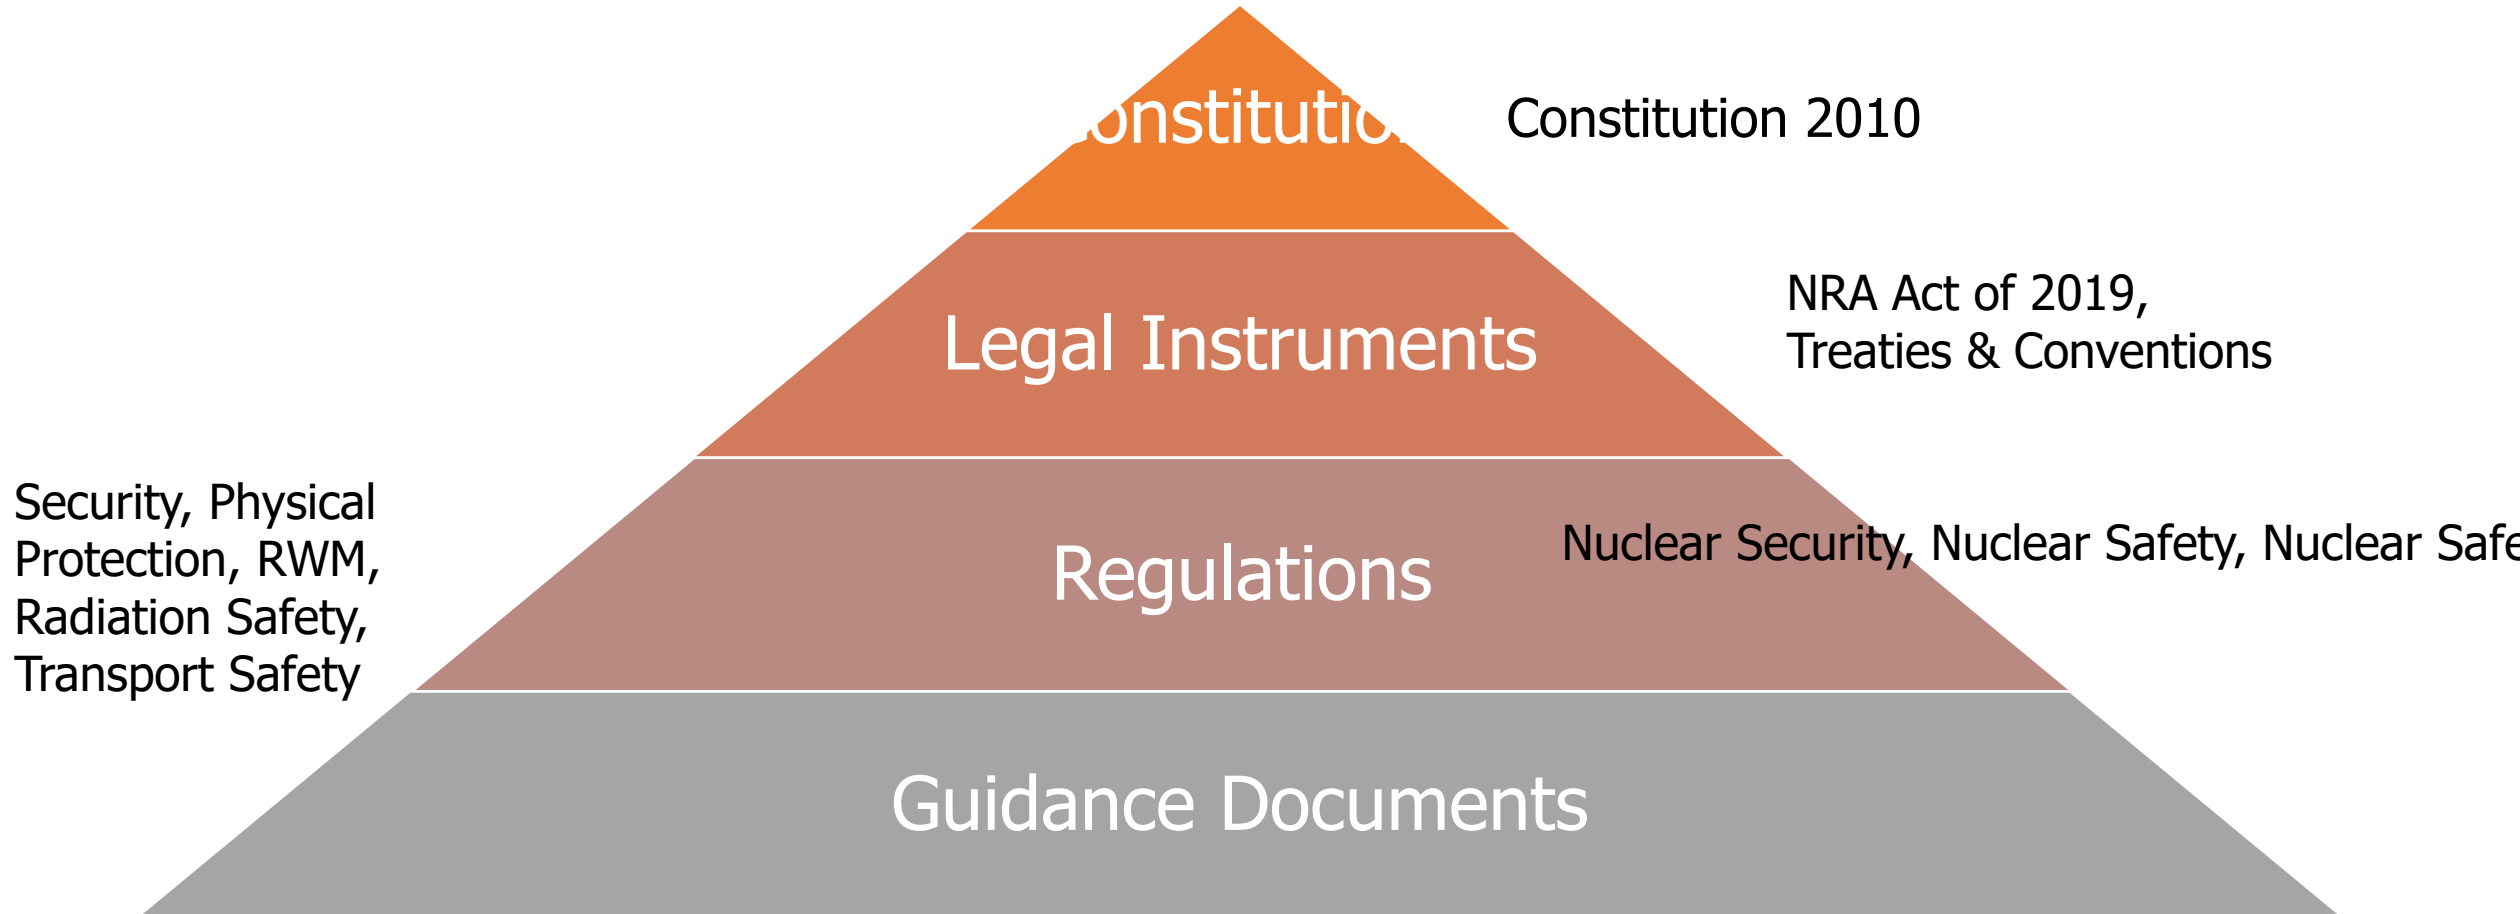 Constitution 2010
NRA Act of 2019,
Treaties & Conventions
Legal Instruments
Security, Physical
Protection, RWM,
Radiation Safety,
Transport Safety
Nuclear Security, Nuclear Safety, Nuclear
Regulations
Guidance Documents